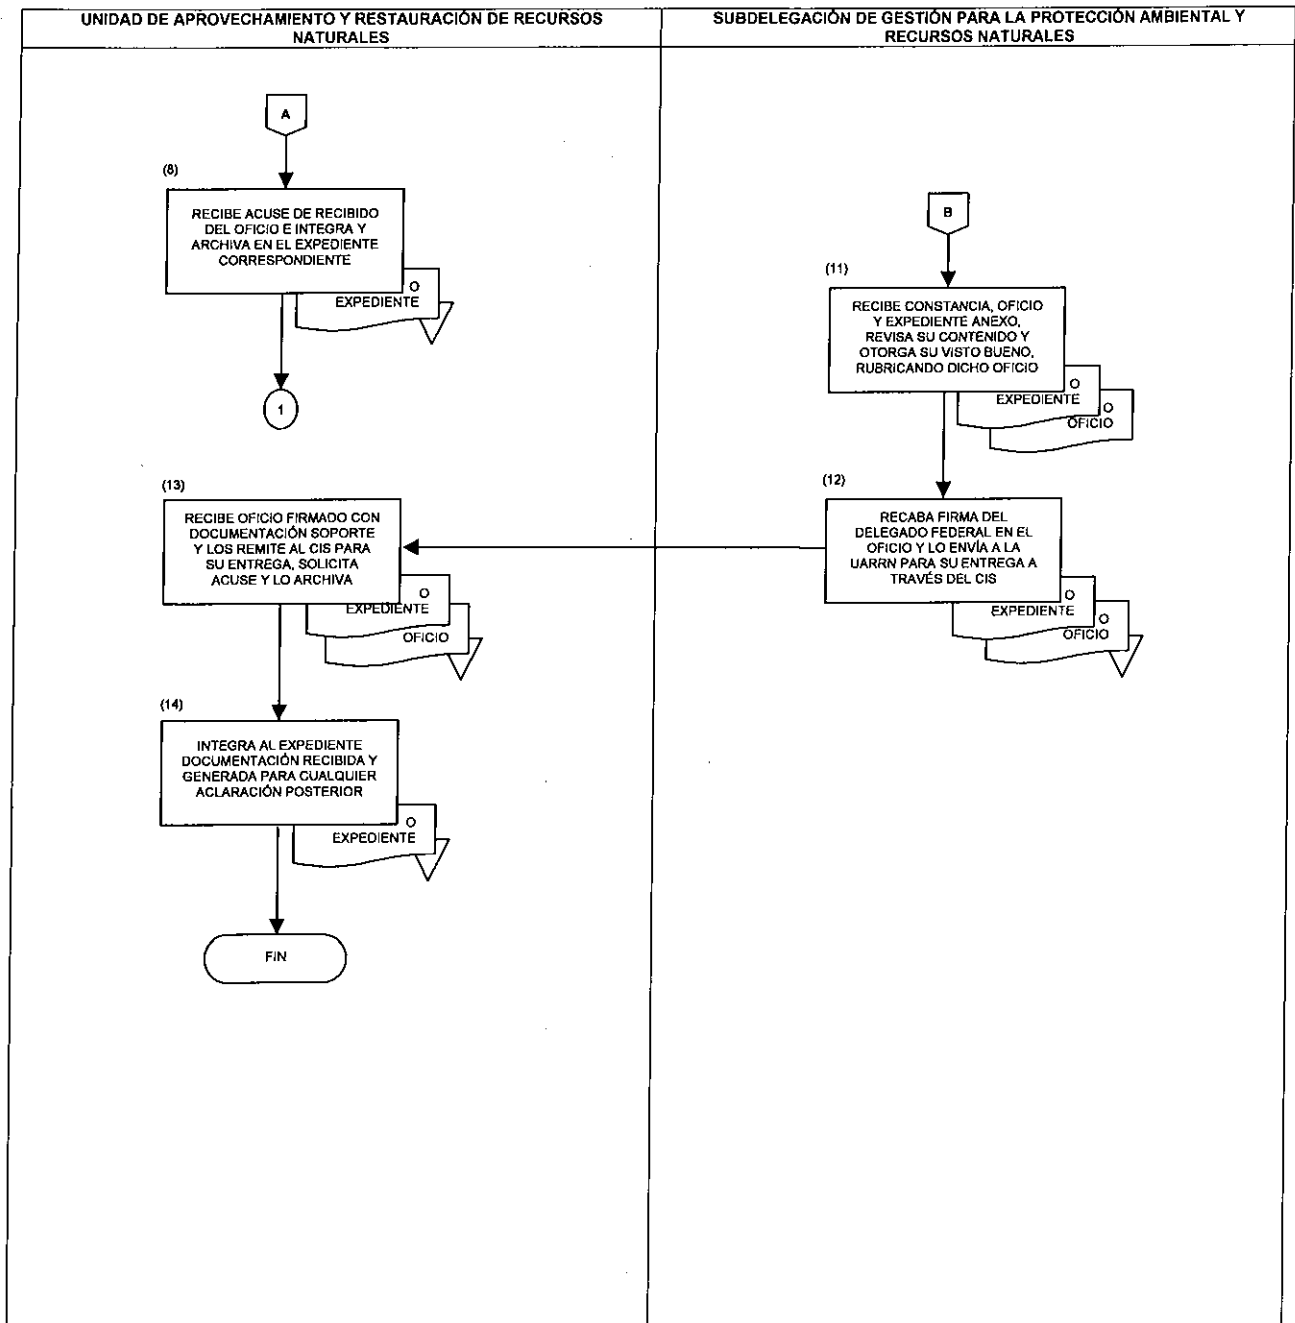 UNIDAD DE APROVECHAMIENTO Y RESTAURACIÓN DE RECURSOS
NATURALES
SUBDELEGACIÓN DE GESTIÓN PARA LA PROTECCIÓN AMBIENTAL Y
RECURSOS NATURALES
A
(8)
RECIBE ACUSE DE RECIBIDO
DEL OFICIO E INTEGRA Y
ARCHIVA EN EL EXPEDIENTE
CORRESPONDIENTE
O
EXPEDIENTE
1
B
(11)
RECIBE CONSTANCIA, OFICIO
Y EXPEDIENTE ANEXO,
REVISA SU CONTENIDO Y
OTORGA SU VISTO BUENO,
RUBRICANDO DICHO OFICIO
O
EXPEDIENTE
O
OFICIO
(12)
RECABA FIRMA DEL
DELEGADO FEDERAL EN EL
OFICIO Y LO ENVÍA A LA
UARRN PARA SU ENTREGA A
TRAVÉS DEL CIS
O
EXPEDIENTE
O
OFICIO
(13)
RECIBE OFICIO FIRMADO CON
DOCUMENTACIÓN SOPORTE
Y LOS REMITE AL CIS PARA
SU ENTREGA, SOLICITA
ACUSE Y LO ARCHIVA
O
EXPEDIENTE
O
OFICIO
(14)
INTEGRA AL EXPEDIENTE
DOCUMENTACIÓN RECIBIDA Y
GENERADA PARA CUALQUIER
ACLARACIÓN POSTERIOR
O
EXPEDIENTE
FIN